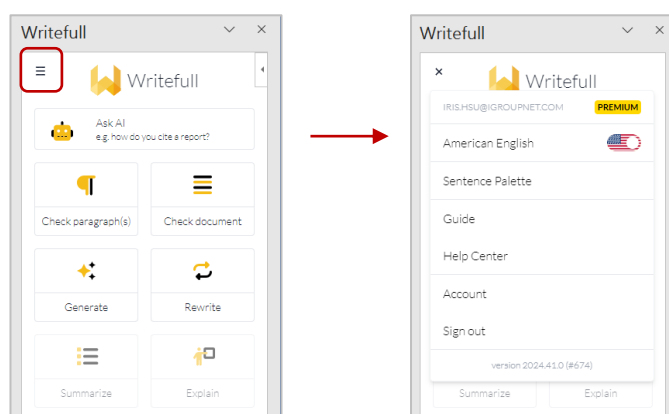 Writefull
Writefull
Ask AI
e.g. how do you cite a report?
Check paragraph(s)
Check document
Generate
Rewrite
Summarize
Explain
Writefull
Writefull
IRIS.HSU@IGROUPNET.COM
PREMIUM
American English
Sentence Palette
Guide
Help Center
Account
Sign out
version 2024.41.0 (#674)
Summarize
Explain